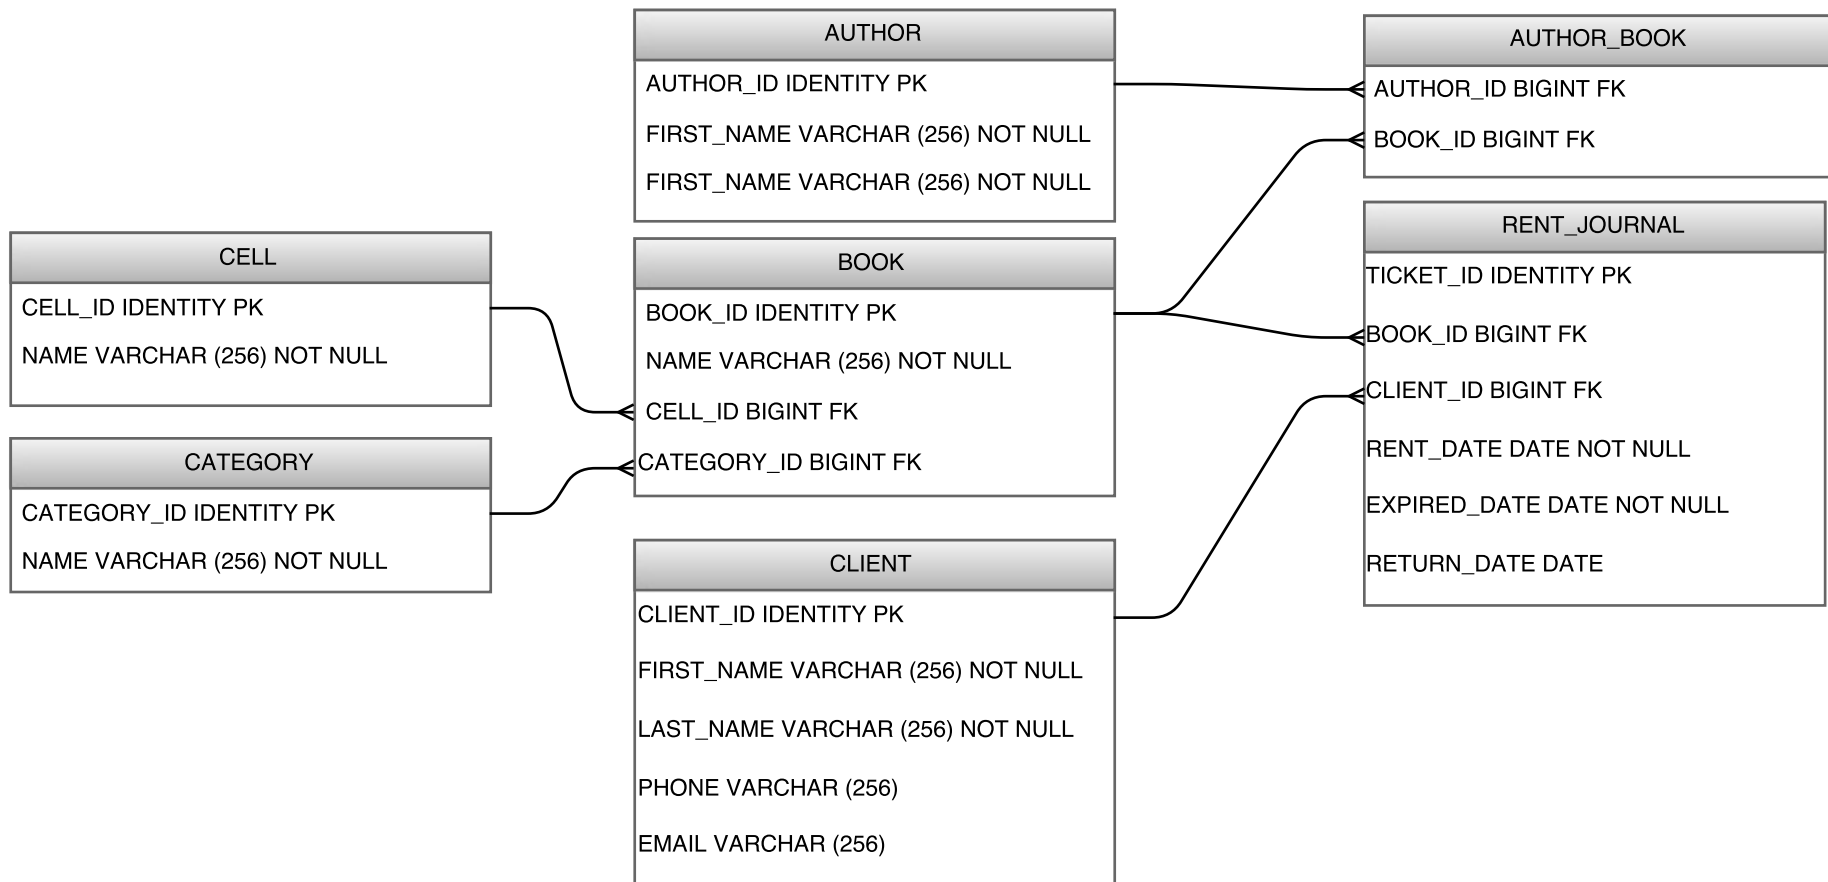 AUTHOR
AUTHOR_ID IDENTITY PK
FIRST_NAME VARCHAR (256) NOT NULL
FIRST_NAME VARCHAR (256) NOT NULL
AUTHOR_BOOK
AUTHOR_ID BIGINT FK
BOOK_ID BIGINT FK
CELL
CELL_ID IDENTITY PK
NAME VARCHAR (256) NOT NULL
BOOK
BOOK_ID IDENTITY PK
NAME VARCHAR (256) NOT NULL
CELL_ID BIGINT FK
CATEGORY_ID BIGINT FK
RENT_JOURNAL
TICKET_ID IDENTITY PK
BOOK_ID BIGINT FK
CLIENT_ID BIGINT FK
RENT_DATE DATE NOT NULL
EXPIRED_DATE DATE NOT NULL
RETURN_DATE DATE
CATEGORY
CATEGORY_ID IDENTITY PK
NAME VARCHAR (256) NOT NULL
CLIENT
CLIENT_ID IDENTITY PK
FIRST_NAME VARCHAR (256) NOT NULL
LAST_NAME VARCHAR (256) NOT NULL
PHONE VARCHAR (256)
EMAIL VARCHAR (256)